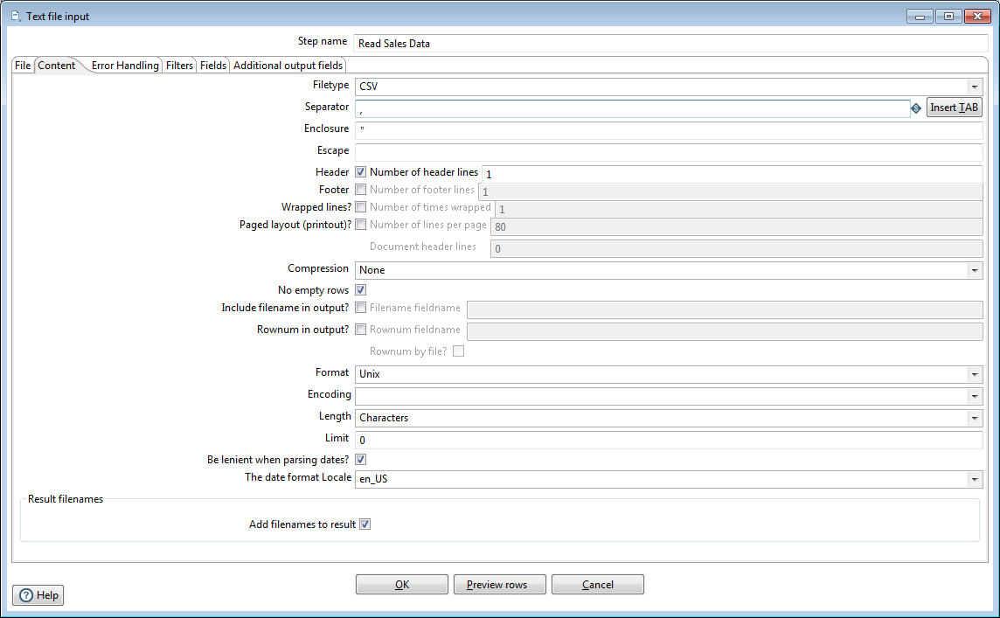 Text file input
Step name Read Sales Data
File Content Error Handling Filters Fields Additional output fields
Filetype CSV
Separator , Insert TAB
Enclosure "
Escape
Header Number of header lines 1
Footer Number of footer lines 1
Wrapped lines? Number of times wrapped 1
Paged layout (printout)? Number of lines per page 80
Document header lines 0
Compression None
No empty rows
Include filename in output? Filename fieldname
Rownum in output? Rownum fieldname
Rownum by file?
Format Unix
Encoding
Length Characters
Limit 0
Be lenient when parsing dates?
The date format Locale en_US
Result filenames
Add filenames to result
OK Preview rows Cancel
? Help